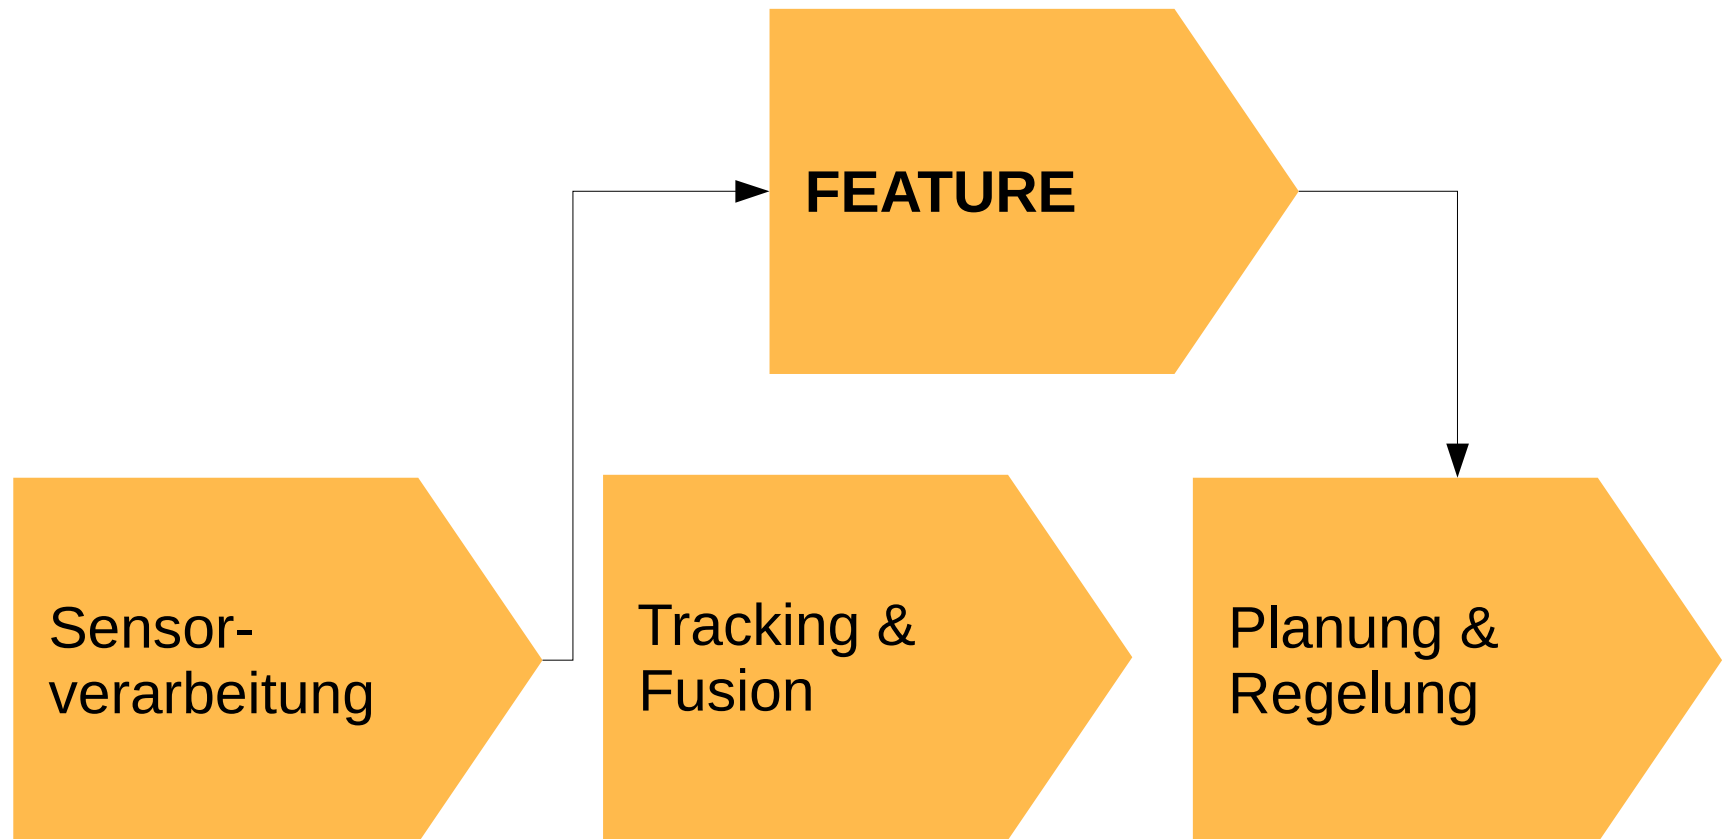 FEATURE
Sensor-
verarbeitung
Tracking &
Fusion
Planung &
Regelung